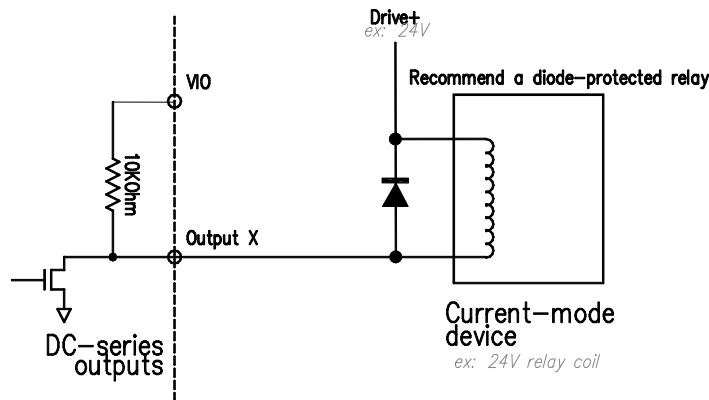 Drive+
ex: 24V
Recommend a diode-protected relay
VIO
10KOhm
Output X
DC-series
outputs
Current-mode
device
ex: 24V relay coil